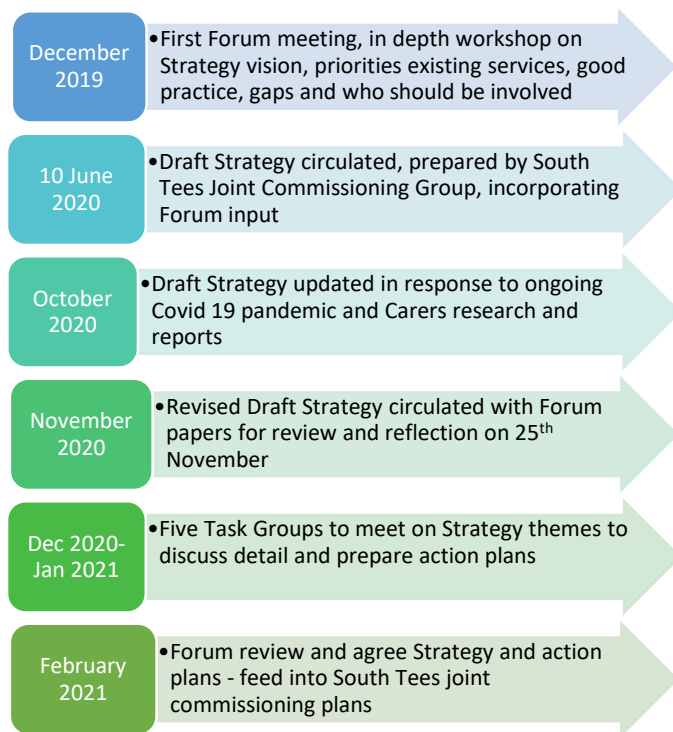 December
2019
•First Forum meeting, in depth workshop on
Strategy vision, priorities existing services, good
practice, gaps and who should be involved
10 June
2020
•Draft Strategy circulated, prepared by South
Tees Joint Commissioning Group, incorporating
Forum input
October
2020
•Draft Strategy updated in response to ongoing
Covid 19 pandemic and Carers research and
reports
November
2020
•Revised Draft Strategy circulated with Forum
papers for review and reflection on 25th
November
Dec 2020-
Jan 2021
•Five Task Groups to meet on Strategy themes to
discuss detail and prepare action plans
February
2021
•Forum review and agree Strategy and action
plans - feed into South Tees joint
commissioning plans